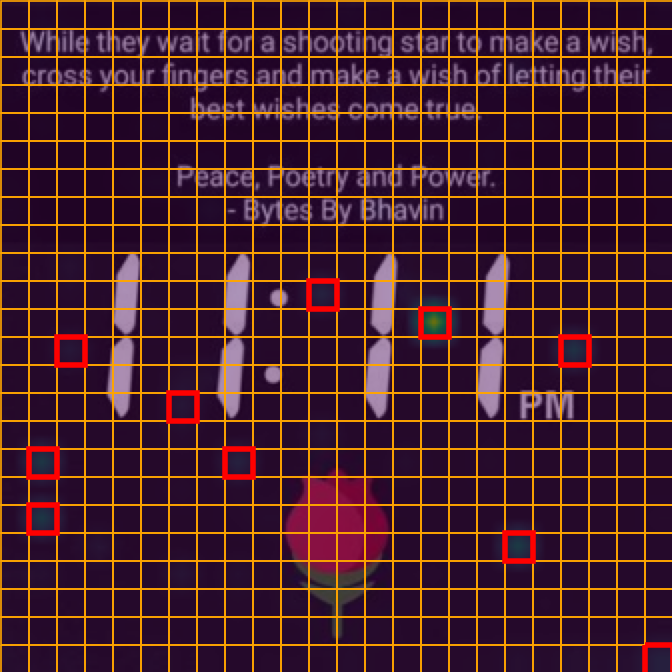 While they wait for a shooting star to make a wish,
cross your fingers and make a wish of letting their
best wishes come true.
Peace, Poetry and Power.
- Bytes By Bhavin
11:11 PM